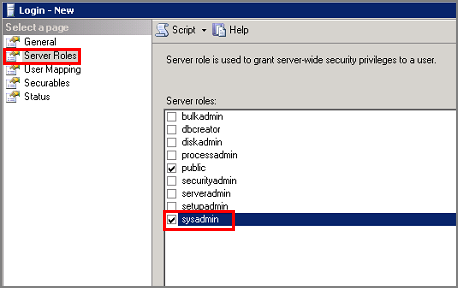 Login - New
Select a page
General
Server Roles
User Mapping
Securables
Status
Script Help
Server role is used to grant server-wide security privileges to a user.
Server roles:
bulkadmin
dbcreator
diskadmin
processadmin
public
securityadmin
serveradmin
setupadmin
sysadmin